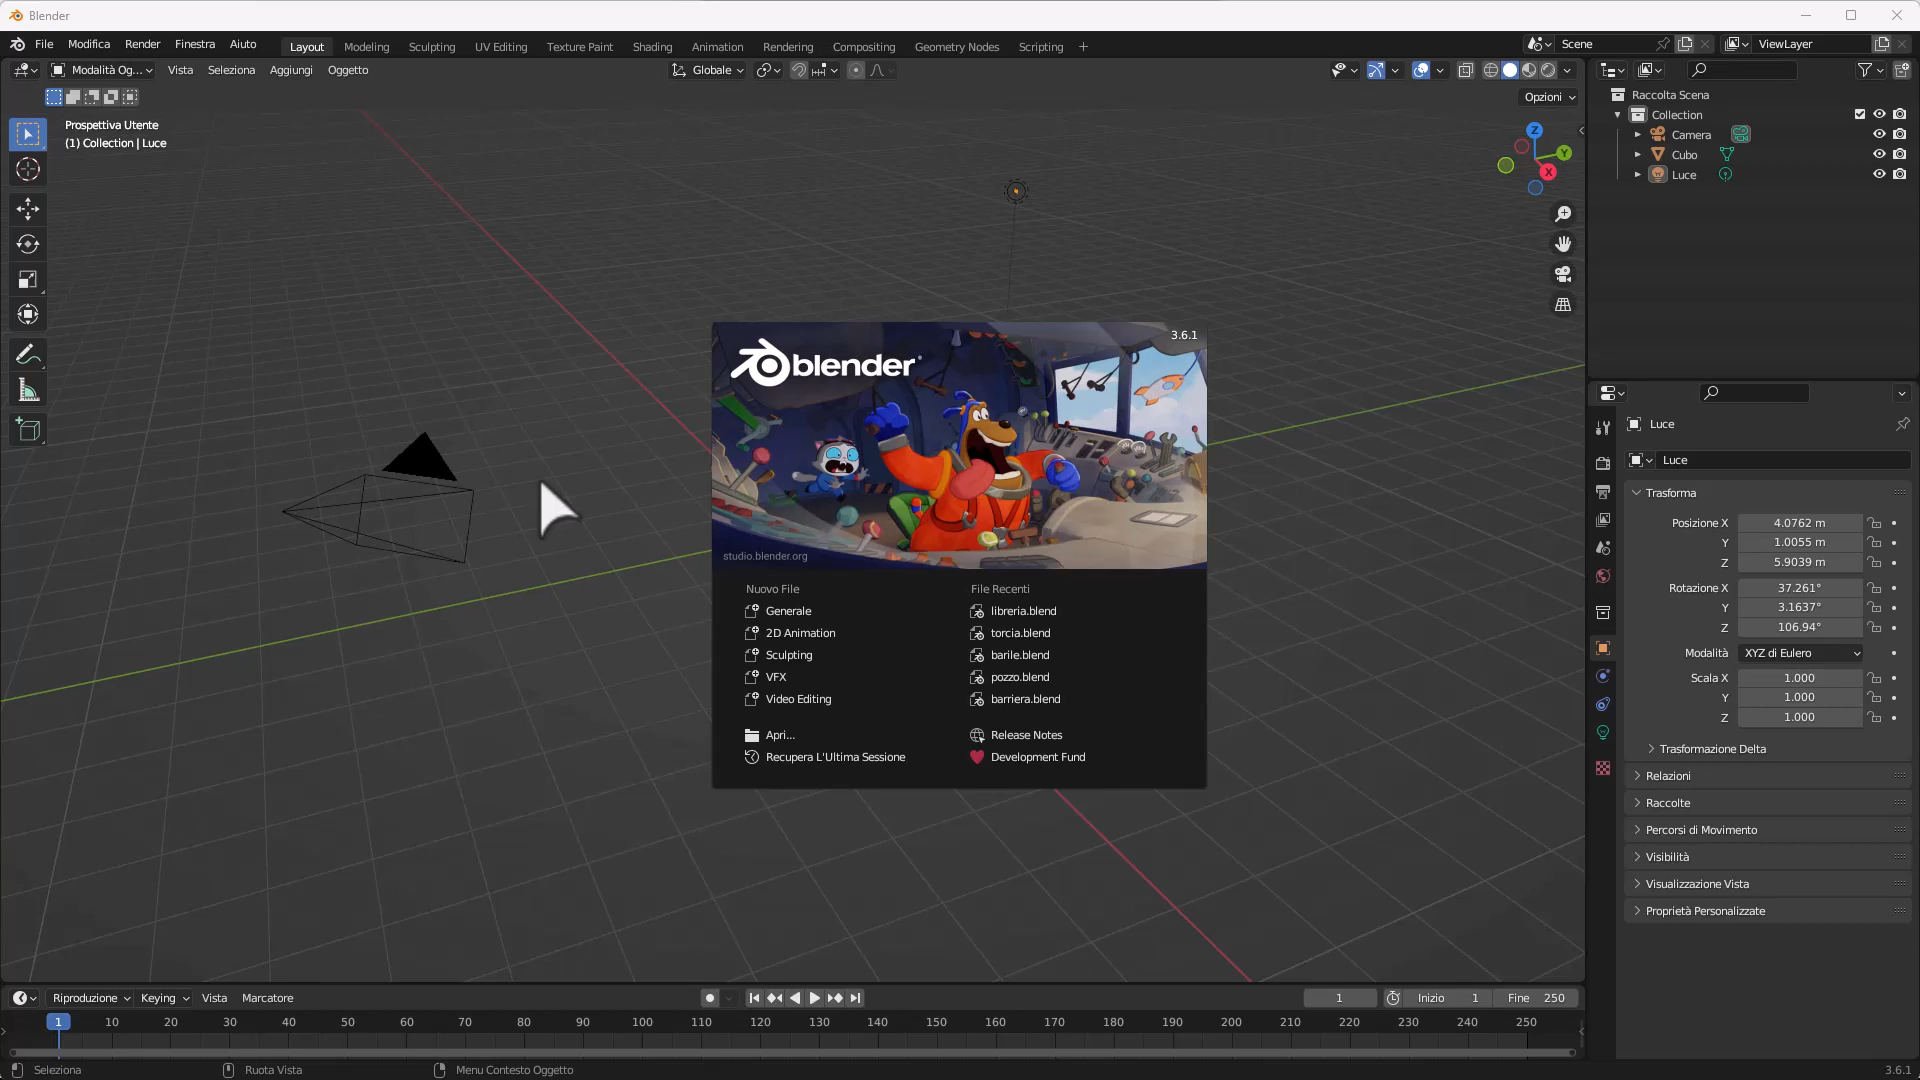 Blender
File Modifica Render Finestra Aiuto Layout Modeling Sculpting UV Editing Texture Paint Shading Animation Rendering Compositing Geometry Nodes Scripting + Scene ViewLayer
Modalità Og... Vista Seleziona Aggiungi Oggetto Globale
Opzioni
Prospettiva Utente
(1) Collection | Luce
Z
Y
X
Raccolta Scena
Collection
Camera
Cubo
Luce
3.6.1
blender
studio.blender.org
Nuovo File
Generale
2D Animation
Sculpting
VFX
Video Editing
Apri...
Recupera L'Ultima Sessione
File Recenti
libreria.blend
torcia.blend
barile.blend
pozzo.blend
barriera.blend
Release Notes
Development Fund
Luce
Luce
Trasforma
Posizione X 4.0762 m
Y 1.0055 m
Z 5.9039 m
Rotazione X 37.261°
Y 3.1637°
Z 106.94°
Modalità XYZ di Eulero
Scala X 1.000
Y 1.000
Z 1.000
Trasformazione Delta
Relazioni
Raccolte
Percorsi di Movimento
Visibilità
Visualizzazione Vista
Proprietà Personalizzate
Riproduzione Keying Vista Marcatore 1 Inizio 1 Fine 250
1 10 20 30 40 50 60 70 80 90 100 110 120 130 140 150 160 170 180 190 200 210 220 230 240 250
Seleziona Ruota Vista Menu Contesto Oggetto 3.6.1